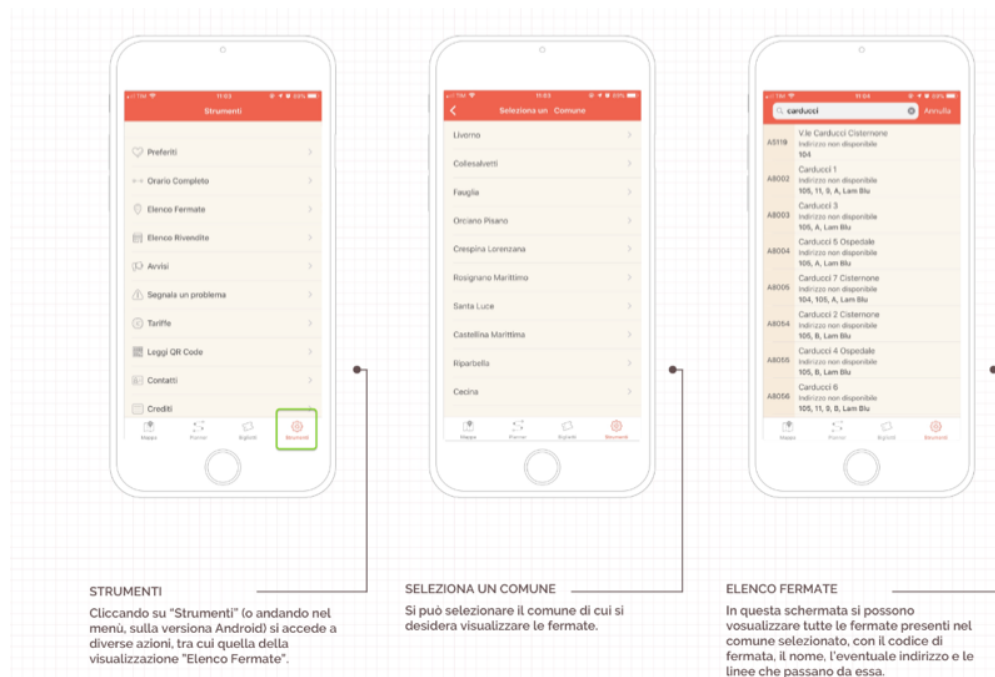 TIM 11:03
Strumenti
Preferiti
Orario Completo
Elenco Fermate
Elenco Rivendite
Avvisi
Segnala un problema
Tariffe
Leggi QR Code
Contatti
Crediti
Mappa Planner Biglietti Strumenti
STRUMENTI
Cliccando su "Strumenti" (o andando nel
menù, sulla versiona Android) si accede a
diverse azioni, tra cui quella della
visualizzazione "Elenco Fermate".
TIM 11:03
Seleziona un Comune
Livorno
Collesalvetti
Fauglia
Orciano Pisano
Crespina Lorenzana
Rosignano Marittimo
Santa Luce
Castellina Marittima
Riparbella
Cecina
Mappa Planner Biglietti Strumenti
SELEZIONA UN COMUNE
Si può selezionare il comune di cui si
desidera visualizzare le fermate.
TIM 11:04
carducci Annulla
A5119 V.le Carducci Cisternone
Indirizzo non disponibile
104
A8002 Carducci 1
Indirizzo non disponibile
105, 11, 9, A, Lam Blu
A8003 Carducci 3
Indirizzo non disponibile
105, A, Lam Blu
A8004 Carducci 5 Ospedale
Indirizzo non disponibile
105, A, Lam Blu
A8005 Carducci 7 Cisternone
Indirizzo non disponibile
104, 105, A, Lam Blu
A8054 Carducci 2 Cisternone
Indirizzo non disponibile
105, B, Lam Blu
A8055 Carducci 4 Ospedale
Indirizzo non disponibile
105, B, Lam Blu
A8056 Carducci 6
Indirizzo non disponibile
105, 11, 9, B, Lam Blu
Mappa Planner Biglietti Strumenti
ELENCO FERMATE
In questa schermata si possono
vosualizzare tutte le fermate presenti nel
comune selezionato, con il codice di
fermata, il nome, l'eventuale indirizzo e le
linee che passano da essa.